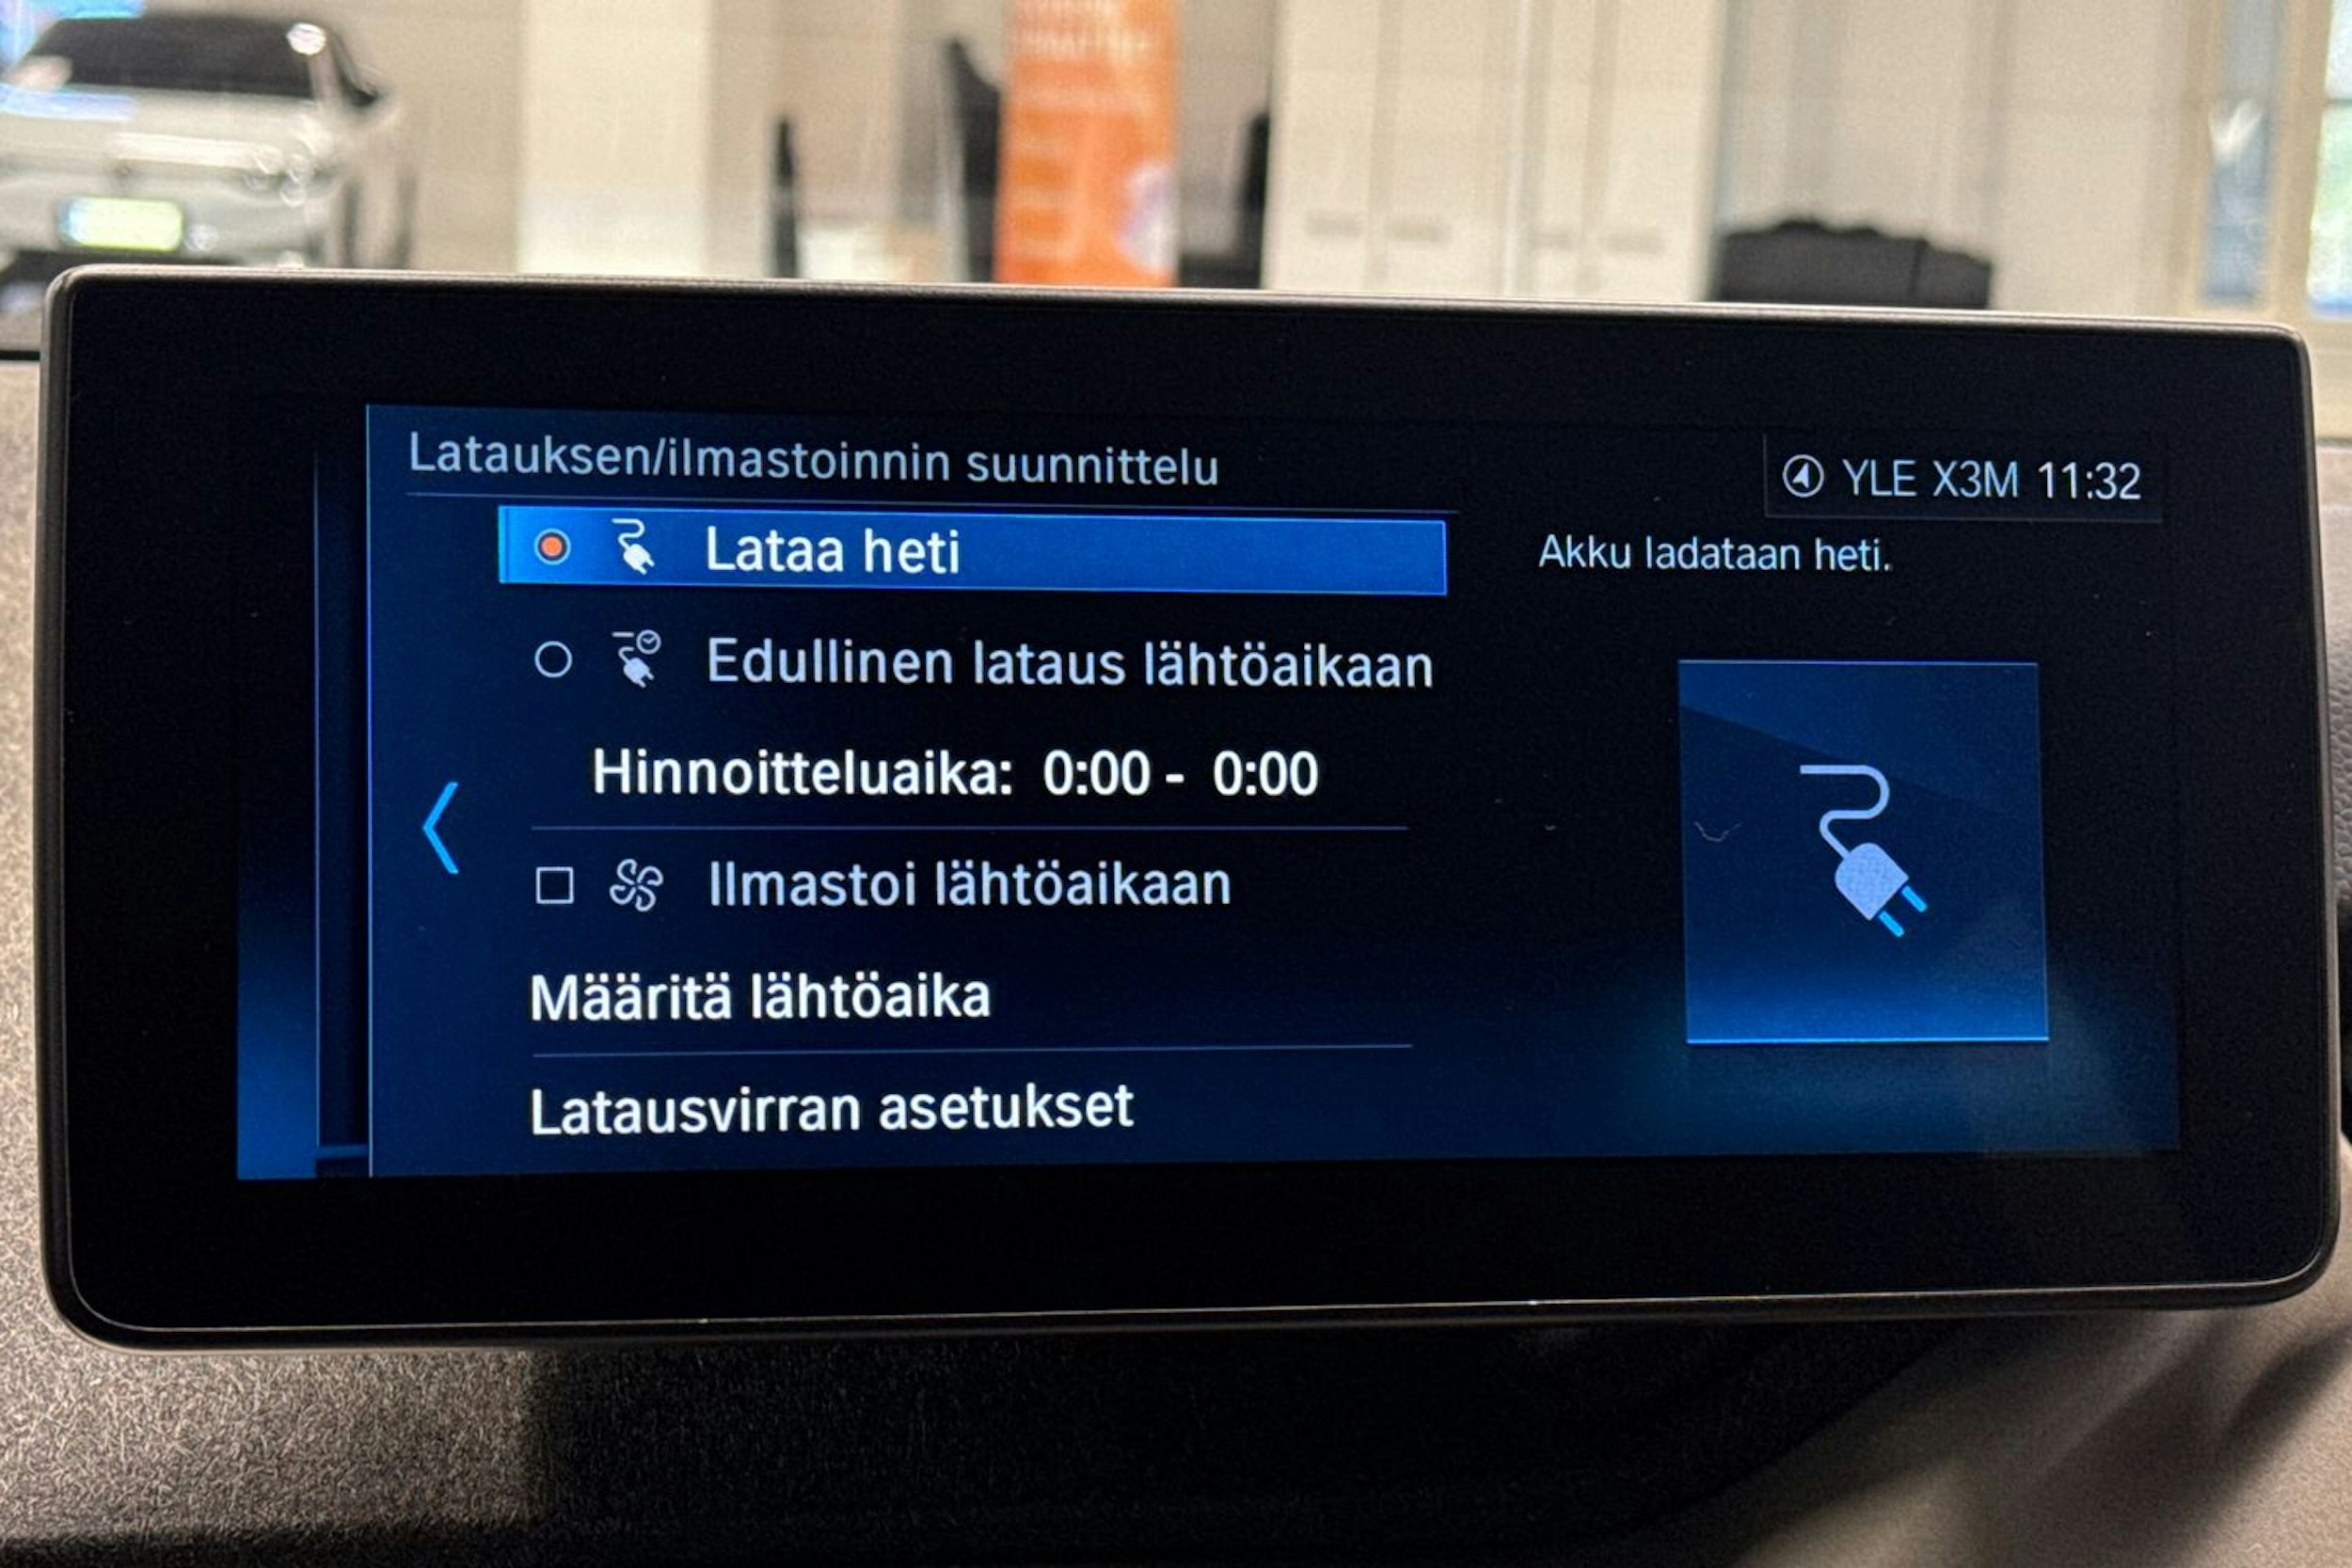 Latauksen/ilmastoinnin suunnittelu
YLE X3M 11:32
Lataa heti
Akku ladataan heti.
Edullinen lataus lähtöaikaan
Hinnoitteluaika: 0:00 - 0:00
Ilmastoi lähtöaikaan
Määritä lähtöaika
Latausvirran asetukset